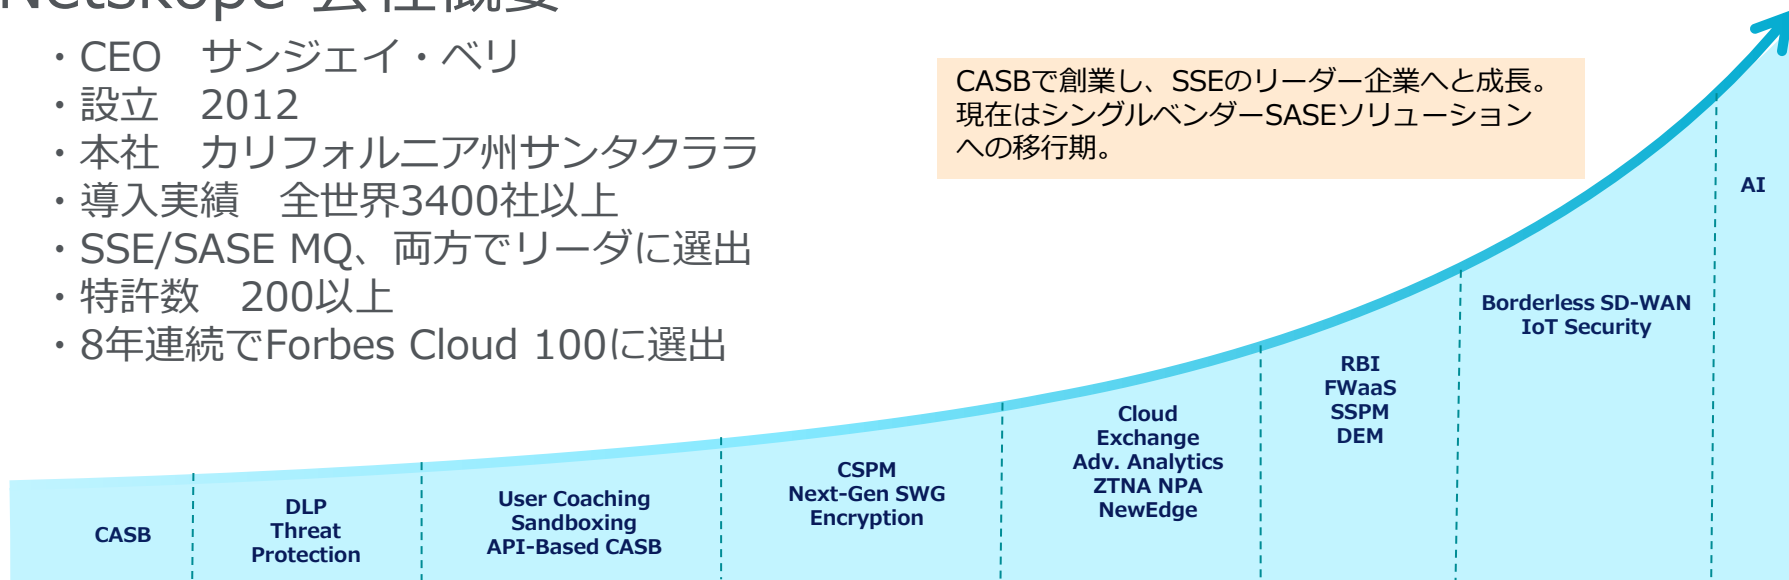 Netskope 会社概要
・CEO　サンジェイ・ベリ
・設立　2012
・本社　カリフォルニア州サンタクララ
・導入実績　全世界3400社以上
・SSE/SASE MQ、両方でリーダに選出
・特許数　200以上
・8年連続でForbes Cloud 100に選出
CASBで創業し、SSEのリーダー企業へと成長。
現在はシングルベンダーSASEソリューション
への移行期。
CASB
DLP
Threat
Protection
User Coaching
Sandboxing
API-Based CASB
CSPM
Next-Gen SWG
Encryption
Cloud
Exchange
Adv. Analytics
ZTNA NPA
NewEdge
RBI
FWaaS
SSPM
DEM
Borderless SD-WAN
IoT Security
AI